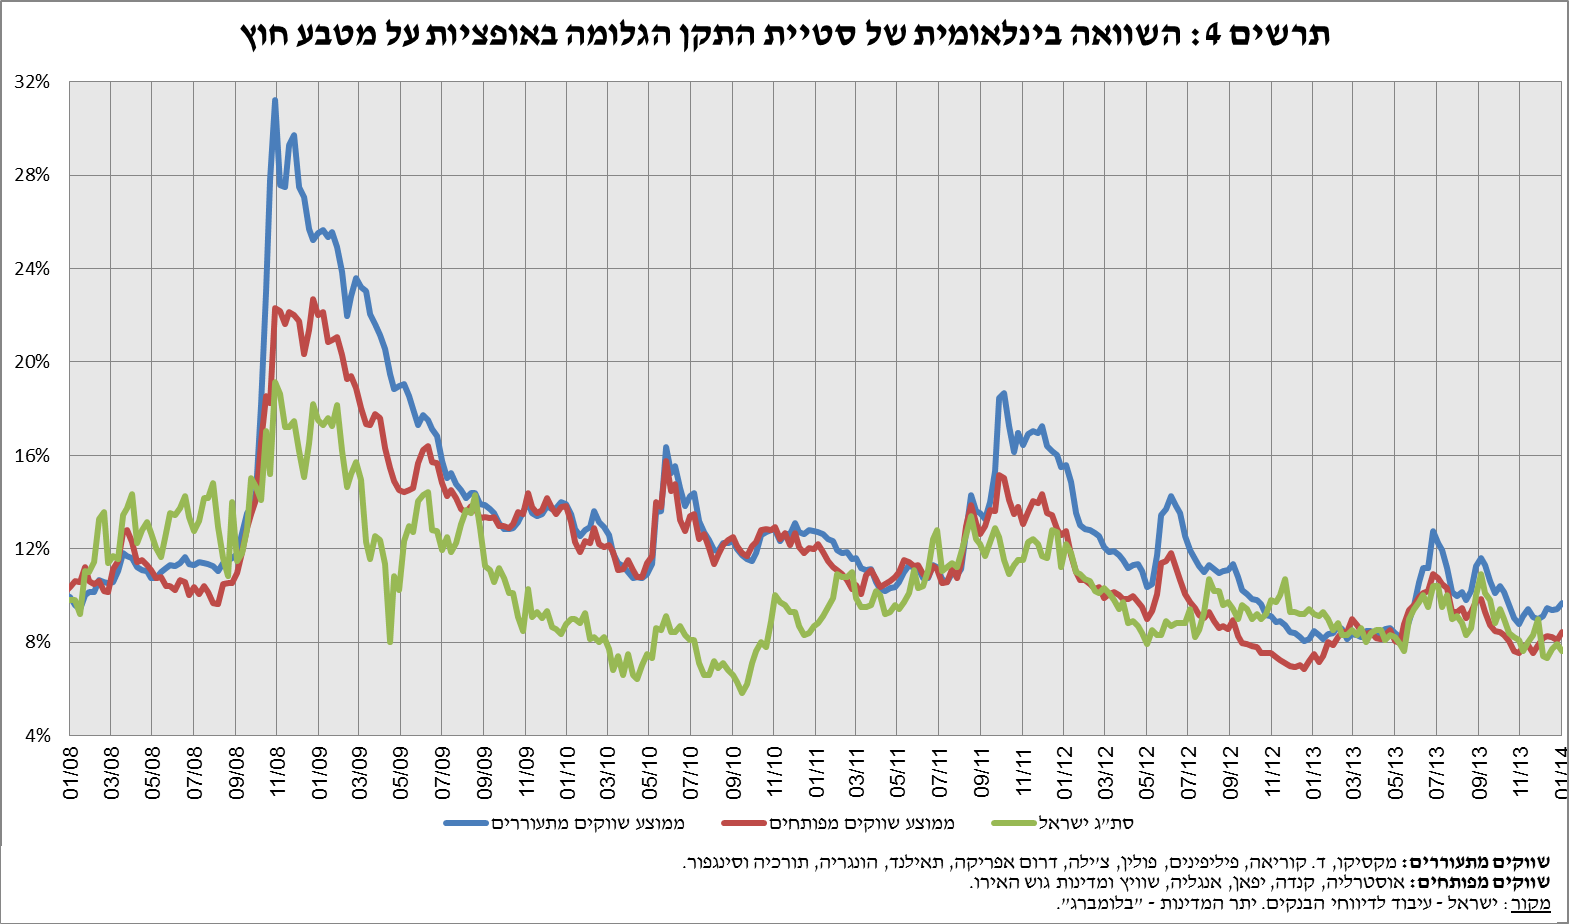 תרשים 4: השוואה בינלאומית של סטיית התקן הגלומה באופציות על מטבע חוץ
32%
28%
24%
20%
16%
12%
8%
4%
01/08 03/08 05/08 07/08 09/08 11/08 01/09 03/09 05/09 07/09 09/09 11/09 01/10 03/10 05/10 07/10 09/10 11/10 01/11 03/11 05/11 07/11 09/11 11/11 01/12 03/12 05/12 07/12 09/12 11/12 01/13 03/13 05/13 07/13 09/13 11/13 01/14
סת"ג ישראל ממוצע שווקים מפותחים ממוצע שווקים מתעוררים
שווקים מתעוררים: מקסיקו, ד. קוריאה, פיליפינים, פולין, צ'ילה, דרום אפריקה, תאילנד, הונגריה, תורכיה וסינגפור.
שווקים מפותחים: אוסטרליה, קנדה, יפאן, אנגליה, שוויץ ומדינות גוש האירו.
מקור: ישראל - עיבוד לדיווחי הבנקים. יתר המדינות - "בלומברג".